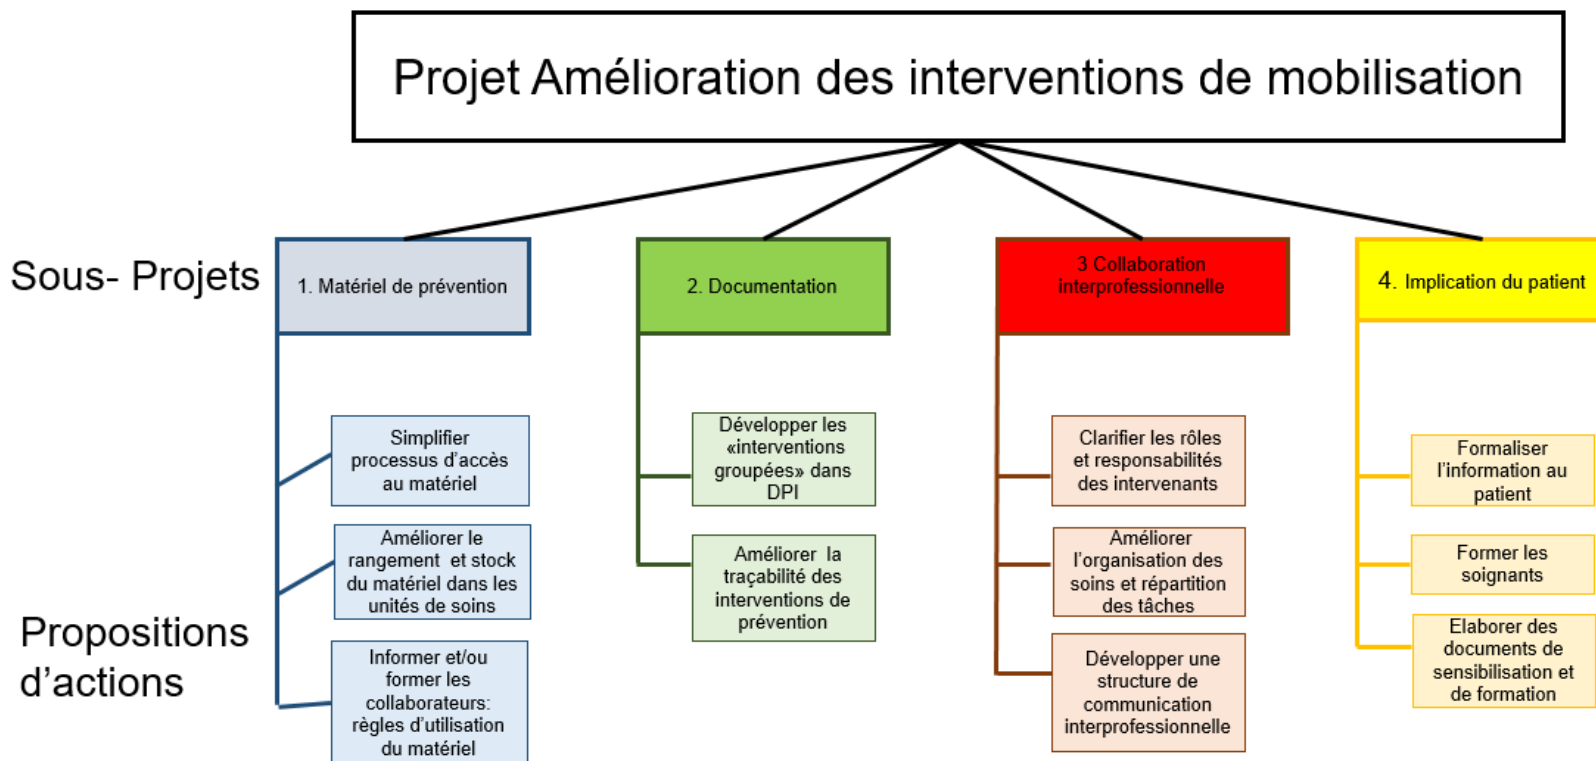 Projet Amélioration des interventions de mobilisation
Sous- Projets
1. Matériel de prévention
2. Documentation
3 Collaboration
interprofessionnelle
4. Implication du patient
Propositions
d’actions
Simplifier
processus d’accès
au matériel
Améliorer le
rangement et stock
du matériel dans les
unités de soins
Informer et/ou
former les
collaborateurs:
règles d’utilisation
du matériel
Développer les
«interventions
groupées» dans
DPI
Améliorer la
traçabilité des
interventions de
prévention
Clarifier les rôles
et responsabilités
des intervenants
Améliorer
l’organisation des
soins et répartition
des tâches
Développer une
structure de
communication
interprofessionnelle
Formaliser
l’information au
patient
Former les
soignants
Elaborer des
documents de
sensibilisation et
de formation